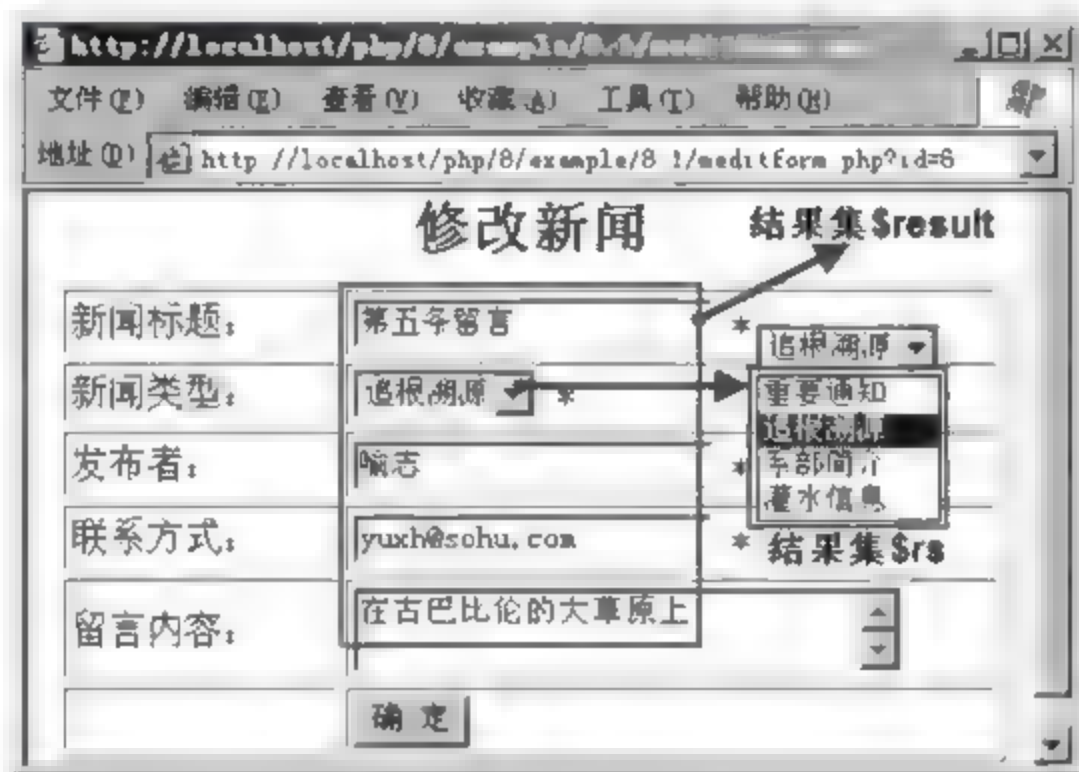 http://localhost/php/8/example/8.1/medit
文件(F) 编辑(E) 查看(V) 收藏(A) 工具(T) 帮助(H)
地址(D) http //localhost/php/8/example/8 1/meditform php?id=8
修改新闻
结果集$result
新闻标题:
第五条留言
*
追根溯源
新闻类型:
追根溯源
*
重要通知
追根溯源
系部简介
灌水信息
发布者:
喻志
*
联系方式:
yuxh@sohu.com
*
结果集$rs
留言内容:
在古巴比伦的大草原上
确 定